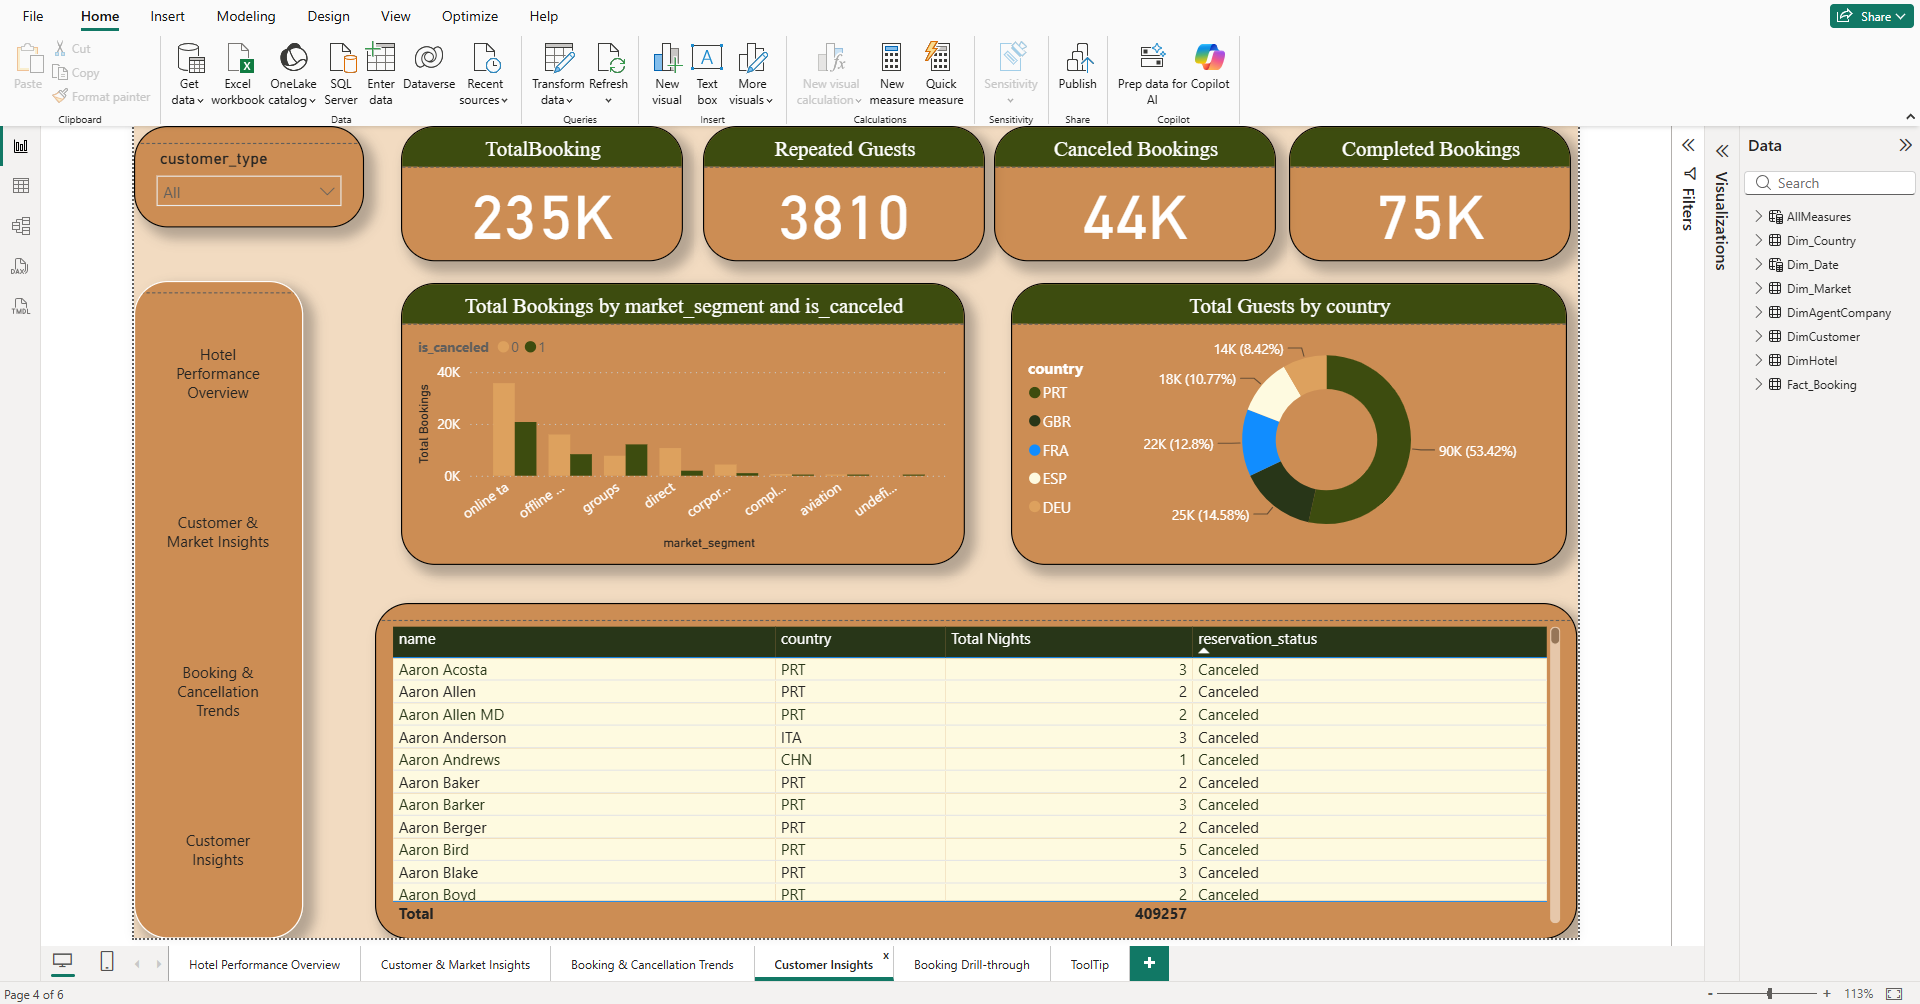 File Home Insert Modeling Design View Optimize Help Share
Paste Cut Copy Format painter
Get data Excel workbook OneLake catalog SQL Server Enter data Dataverse Recent sources
Transform data Refresh
New visual Text box More visuals
New visual calculation New measure Quick measure
Sensitivity
Publish
Prep data for AI Copilot
Clipboard Data Queries Insert Calculations Sensitivity Share Copilot
customer_type
All
TotalBooking
235K
Repeated Guests
3810
Canceled Bookings
44K
Completed Bookings
75K
Hotel
Performance
Overview
Customer &
Market Insights
Booking &
Cancellation
Trends
Customer
Insights
Total Bookings by market_segment and is_canceled
is_canceled 0 1
Total Bookings
40K
20K
0K
online ta offline ... groups direct corpor... compl... aviation undefi...
market_segment
Total Guests by country
country
PRT
GBR
FRA
ESP
DEU
14K (8.42%)
18K (10.77%)
22K (12.8%)
25K (14.58%)
90K (53.42%)
name country Total Nights reservation_status
Aaron Acosta PRT 3 Canceled
Aaron Allen PRT 2 Canceled
Aaron Allen MD PRT 2 Canceled
Aaron Anderson ITA 3 Canceled
Aaron Andrews CHN 1 Canceled
Aaron Baker PRT 2 Canceled
Aaron Barker PRT 3 Canceled
Aaron Berger PRT 2 Canceled
Aaron Bird PRT 5 Canceled
Aaron Blake PRT 3 Canceled
Aaron Boyd PRT 2 Canceled
Total 409257
Filters
Visualizations
Data
Search
AllMeasures
Dim_Country
Dim_Date
Dim_Market
DimAgentCompany
DimCustomer
DimHotel
Fact_Booking
DAX
TMDL
Hotel Performance Overview Customer & Market Insights Booking & Cancellation Trends Customer Insights x Booking Drill-through ToolTip +
Page 4 of 6 - + 113%